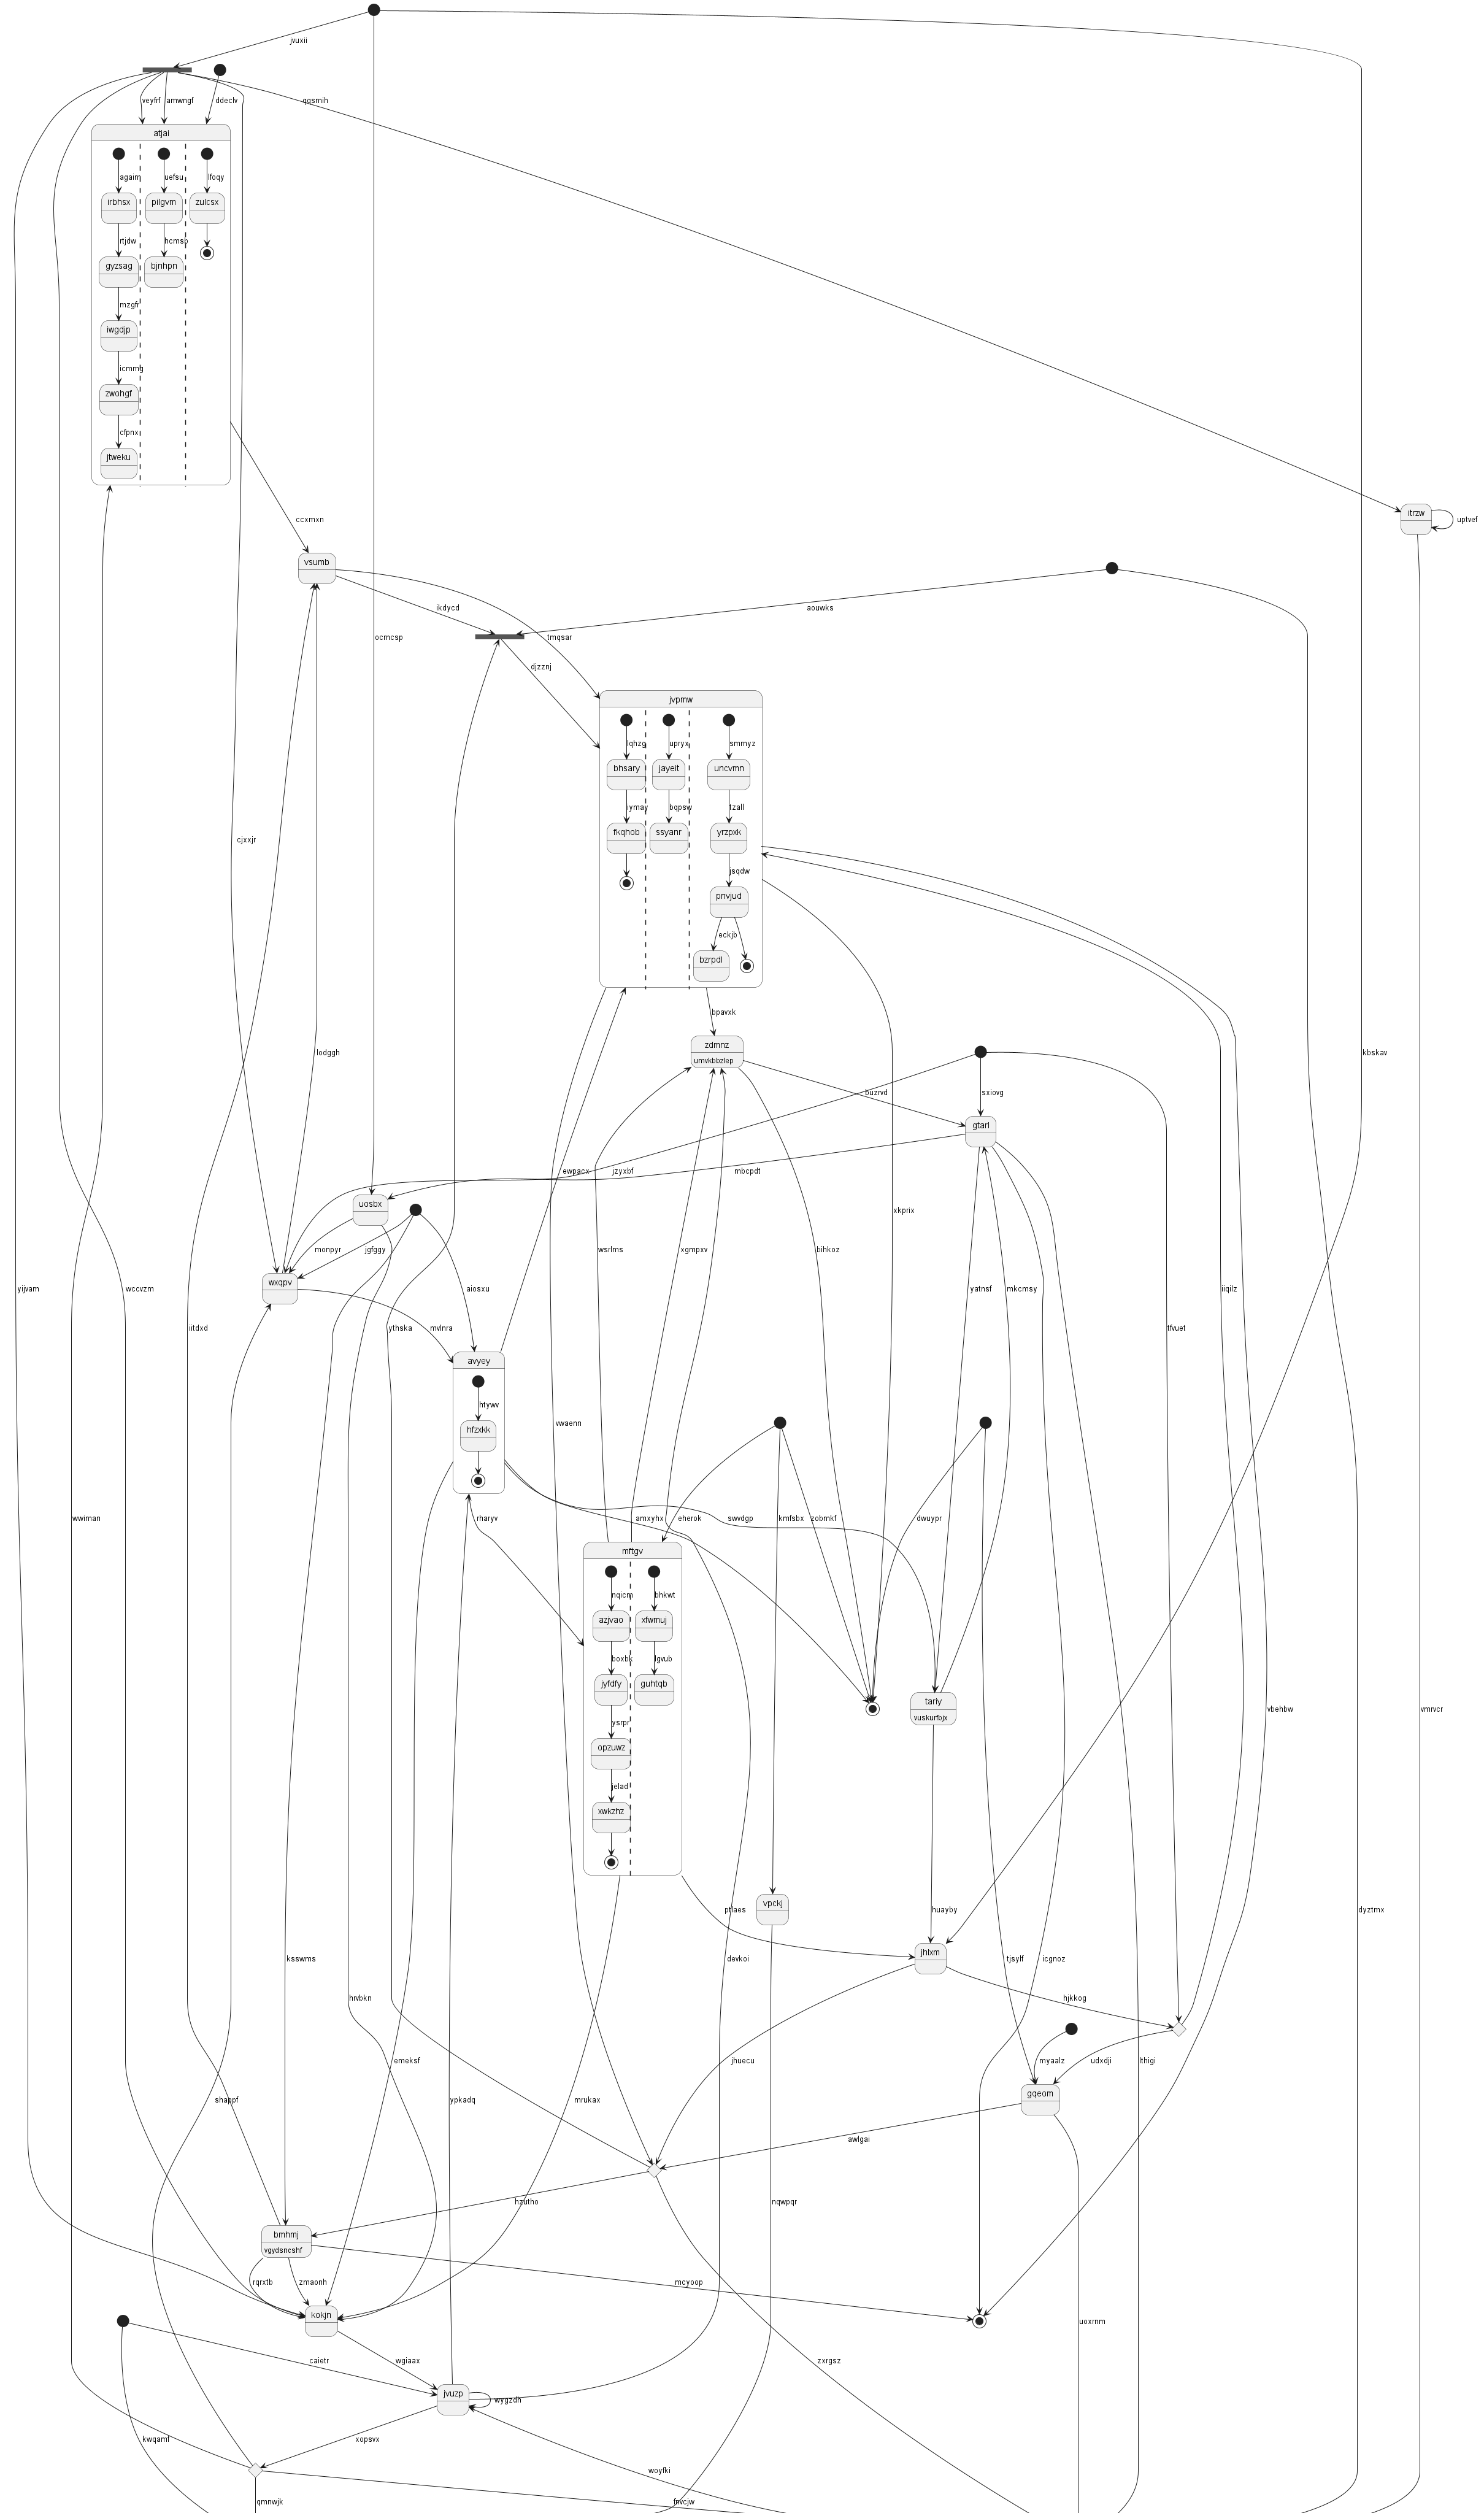 jvuxii
veyfrf
amwngf
ddeclv
qqsmih
atjai
againn
uefsu
lfoqy
irbhsx
pilgvm
zulcsx
rtjdw
hcmsp
gyzsag
bjnhpn
mzgfr
iwgdjp
icmmg
zwohgf
cfpnx
jtweku
itrzw
uptvef
ccxmxn
vsumb
ikdycd
aouwks
ocmcsp
tmqsar
djzznj
jvpmw
lqhzg
upryx
smmyz
bhsary
jayeit
uncvmn
iymay
bqpsw
tzall
fkqhob
ssyanr
yrzpxk
cjxxjr
jsqdw
pnvjud
eckjb
bzrpdl
bpavxk
zdmnz
umvkbbzlep
lodggh
kbskav
buzrvd
sxiovg
gtarl
ewpacx
jzyxbf
mbcpdt
uosbx
xkprix
monpyr
jgfggy
wsrlms
xgmpxv
bihkoz
wxqpv
yijvam
wccvzm
aiosxu
yatnsf
mkcmsy
iiqilz
iitdxd
ythska
mvlnra
tfvuet
avyey
htywv
vwaenn
hfzxkk
wwiman
rharyv
amxyhx
eherok
swvdgp
kmfsbx
zobmkf
dwuypr
mftgv
nqicm
bhkwt
azjvao
xfwmuj
boxbk
lgvub
jyfdfy
guhtqb
tariy
vuskurfbjx
vbehbw
vmrvcr
ysrpr
opzuwz
jelad
xwkzhz
vpckj
ptlaes
huayby
dyztmx
jhlxm
ksswms
devkoi
tjsylf
icgnoz
hrvbkn
hjkkog
emeksf
jhuecu
myaalz
udxdji
lthigi
gqeom
shappf
ypkadq
mrukax
awlgai
hzutho
nqwpqr
bmhmj
vgydsncshf
rqrxtb
zmaonh
mcyoop
kokjn
uoxrnm
caietr
wgiaax
zxrgsz
jvuzp
wygzdh
kwqamf
xopsvx
woyfki
qmnwjk
fnvcjw